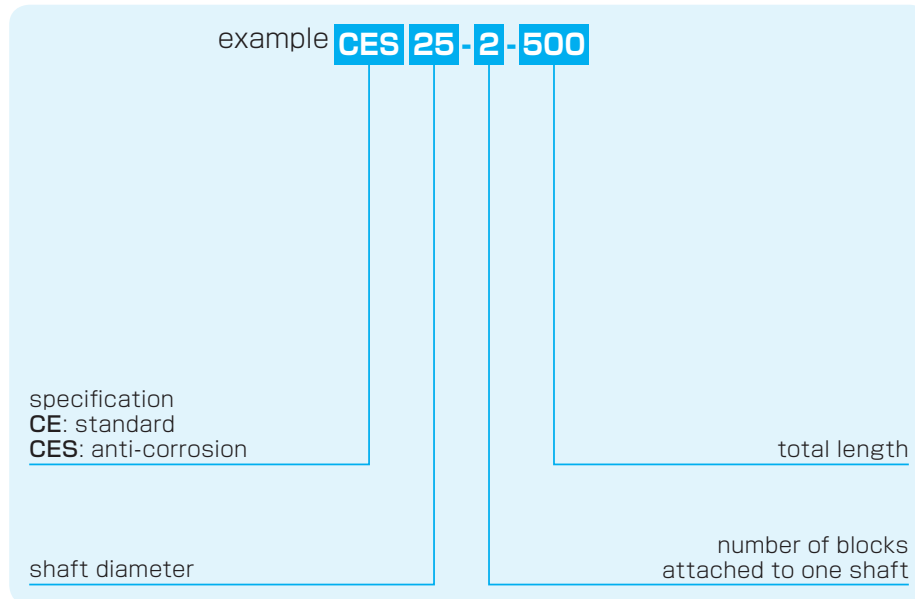 example CES 25 - 2 - 500
specification
CE: standard
CES: anti-corrosion
total length
shaft diameter
number of blocks
attached to one shaft